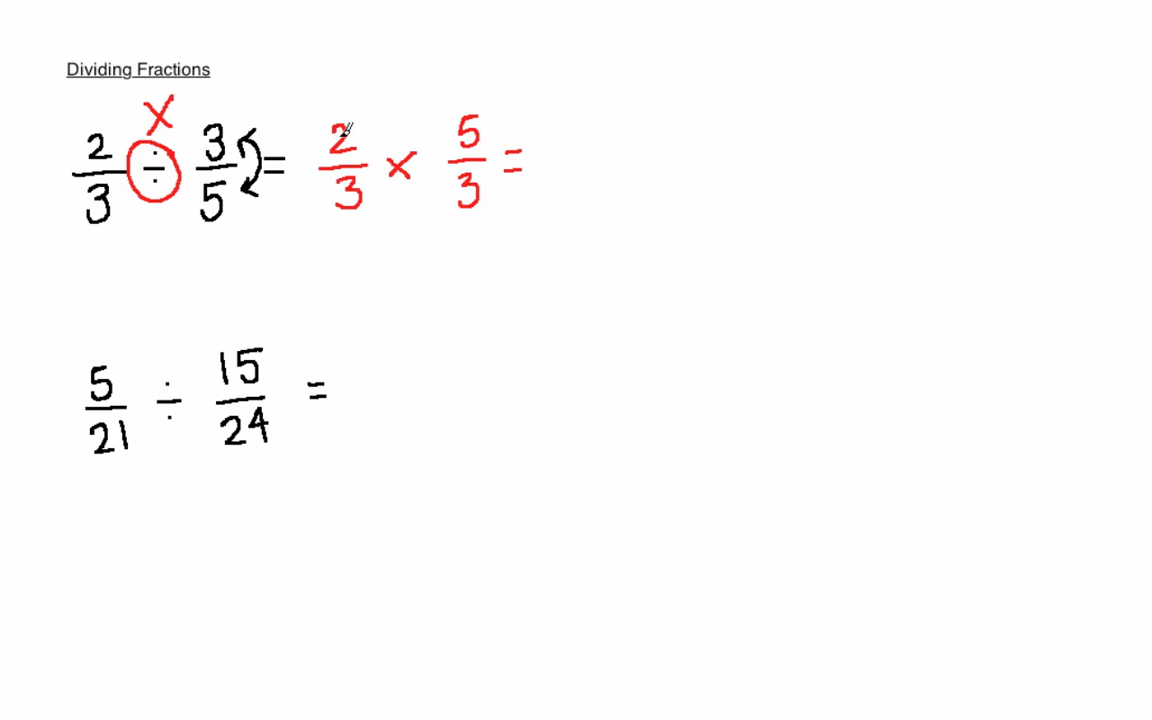 Dividing Fractions
x
2/3 ÷ 3/5 = 2/3 x 5/3 =
5/21 ÷ 15/24 =